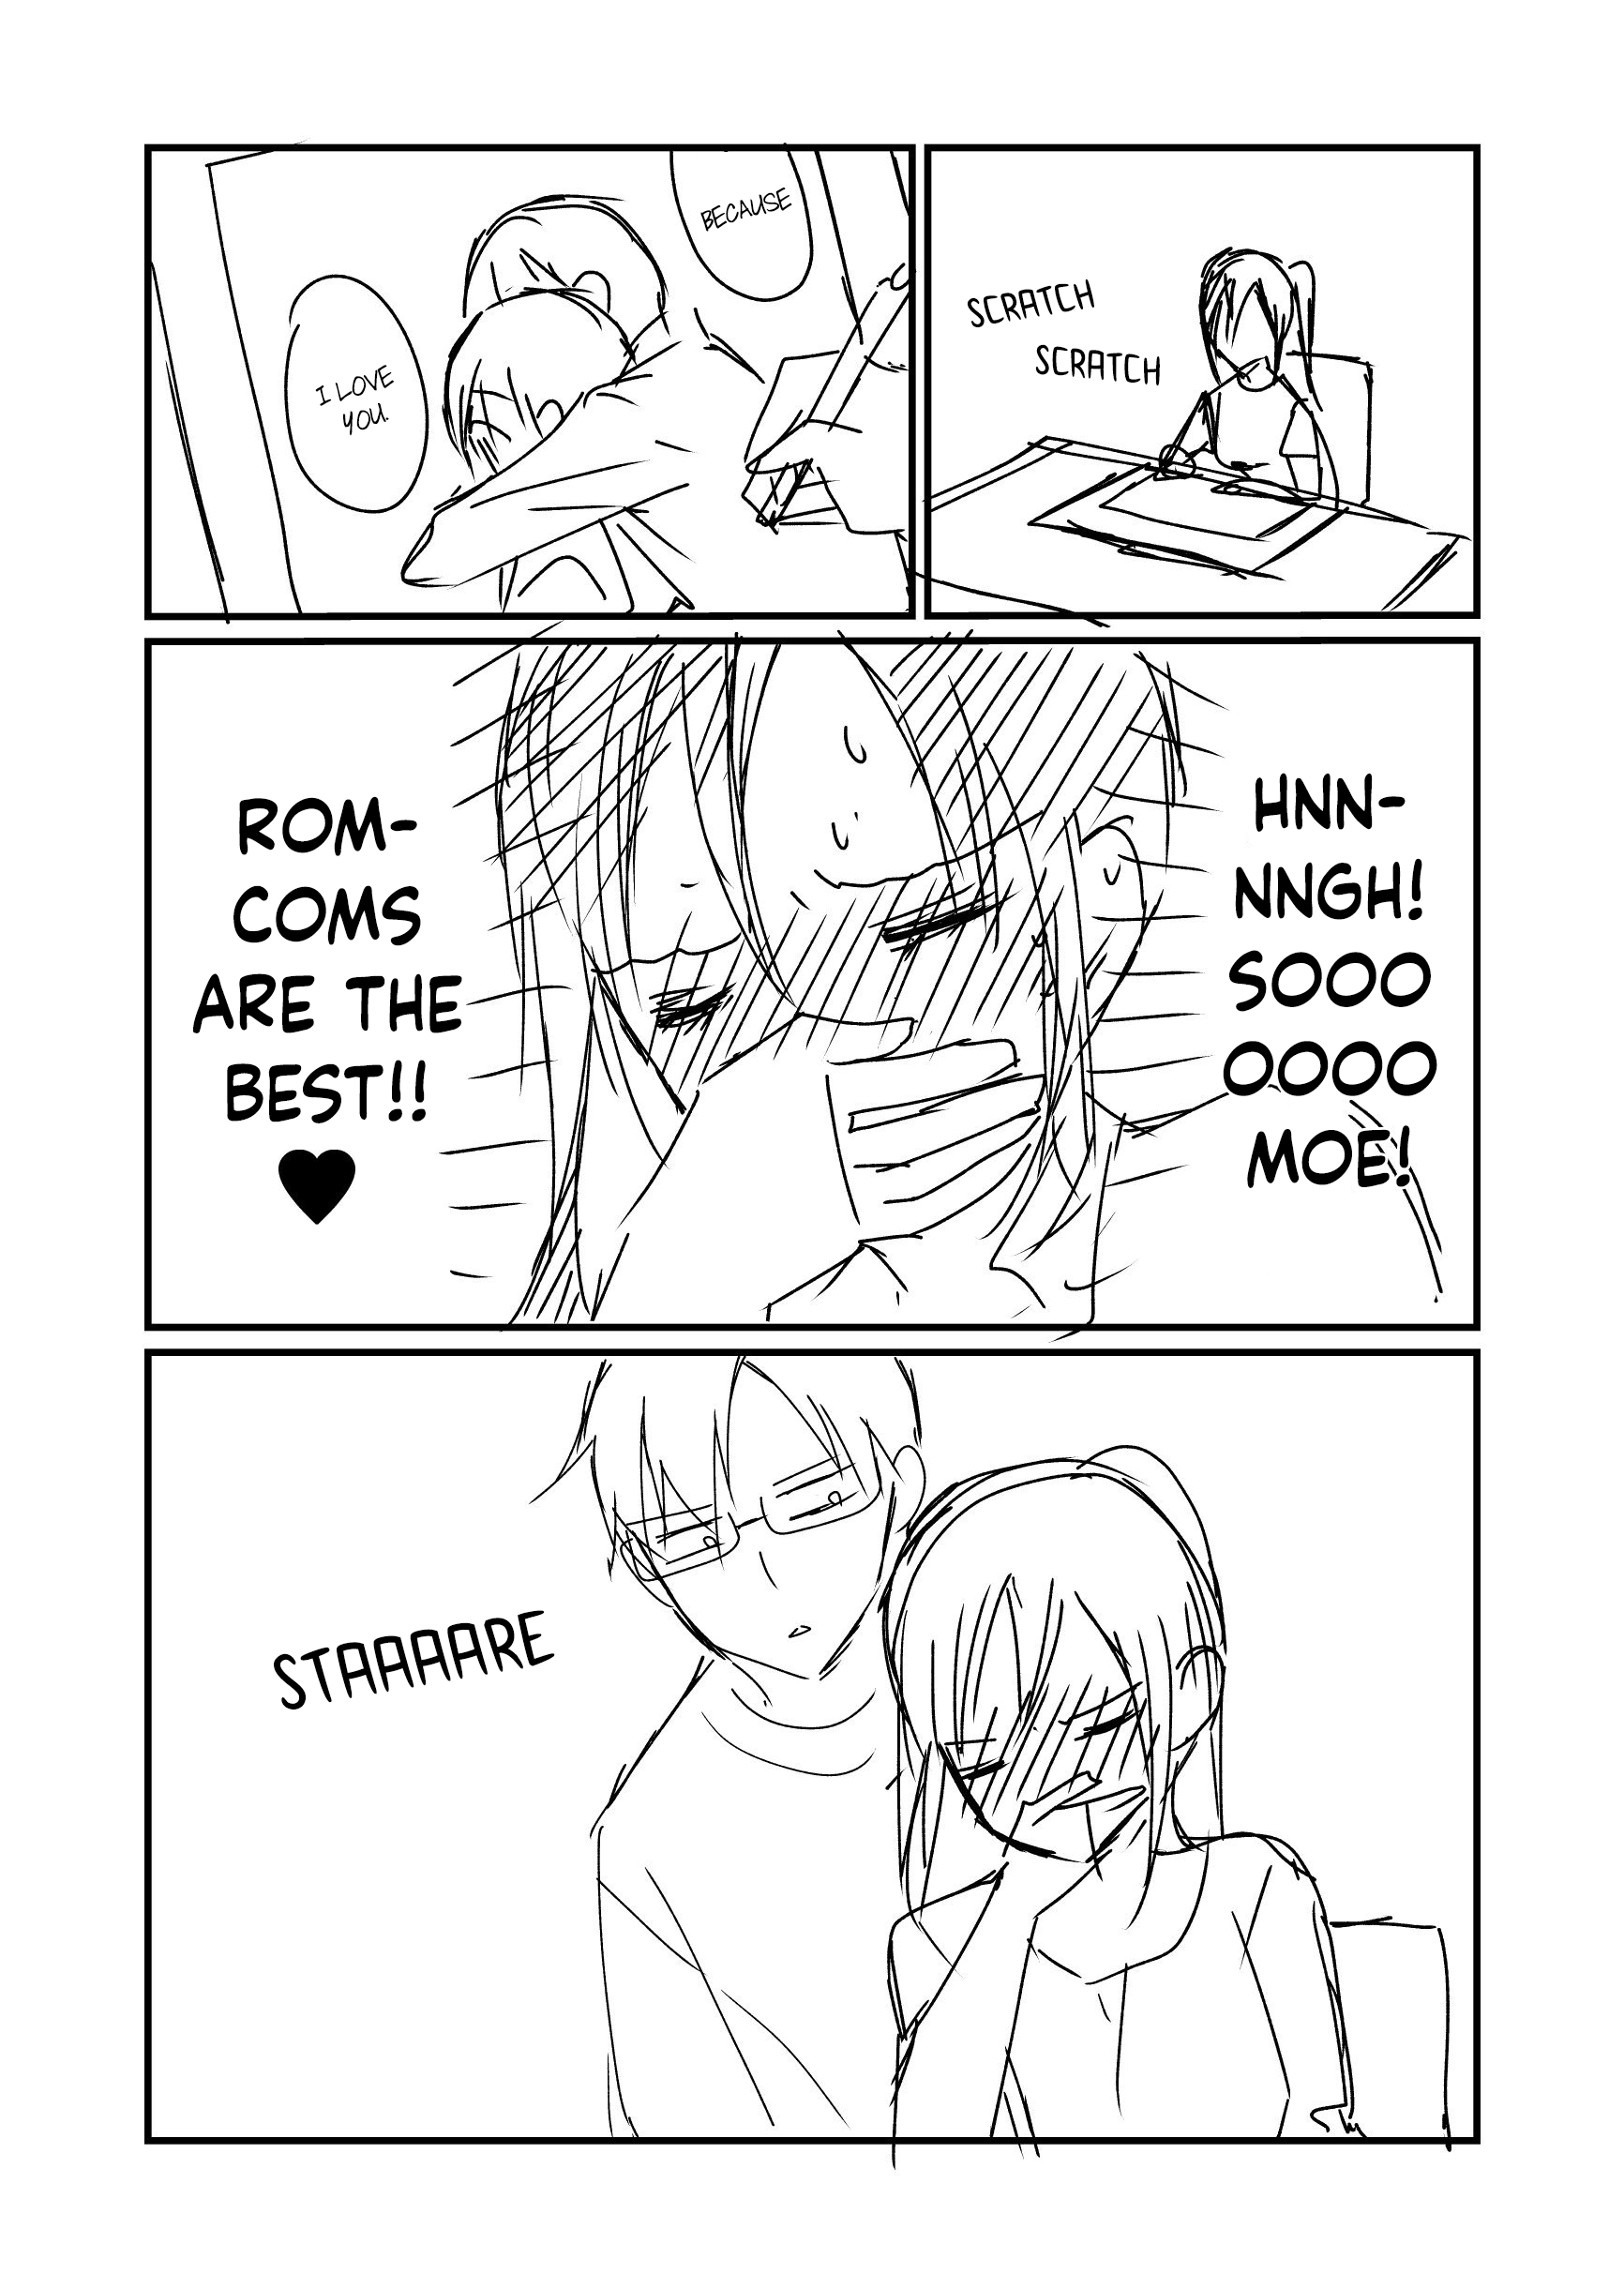 SCRATCH
SCRATCH
BECAUSE
I LOVE
YOU.
HNN-
NNGH!
SOOO
OOOO
MOE!
ROM-
COMS
ARE THE
BEST!!
♥
STAAAARE